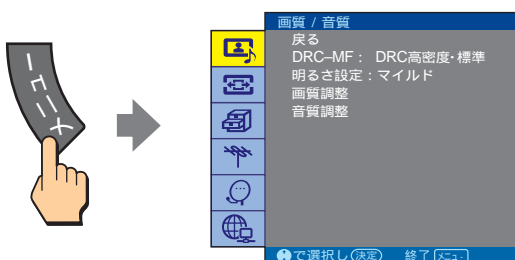 メニュー
画質 / 音質
戻る
DRC–MF： DRC高密度・標準
明るさ設定：マイルド
画質調整
音質調整
で選択し 決定 終了 メニュー